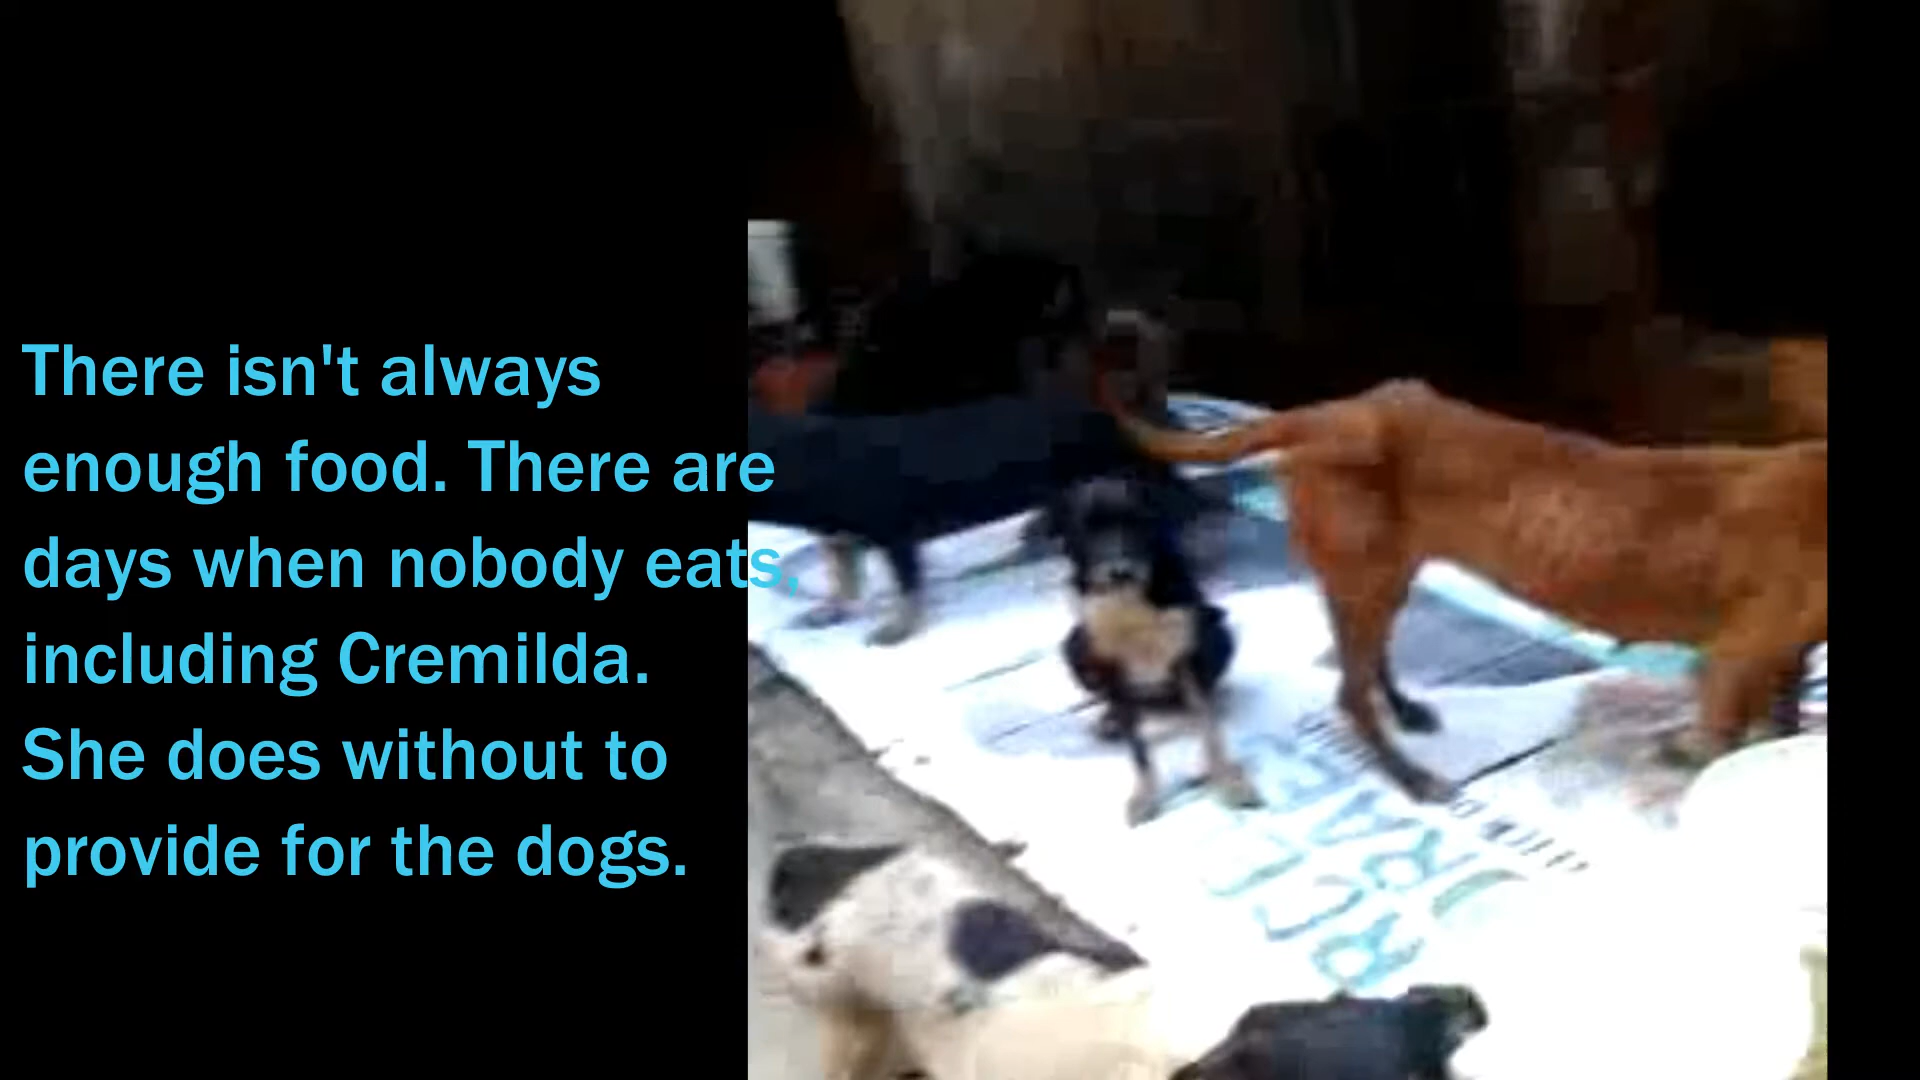 There isn't always
enough food. There are
days when nobody eats,
including Cremilda.
She does without to
provide for the dogs.